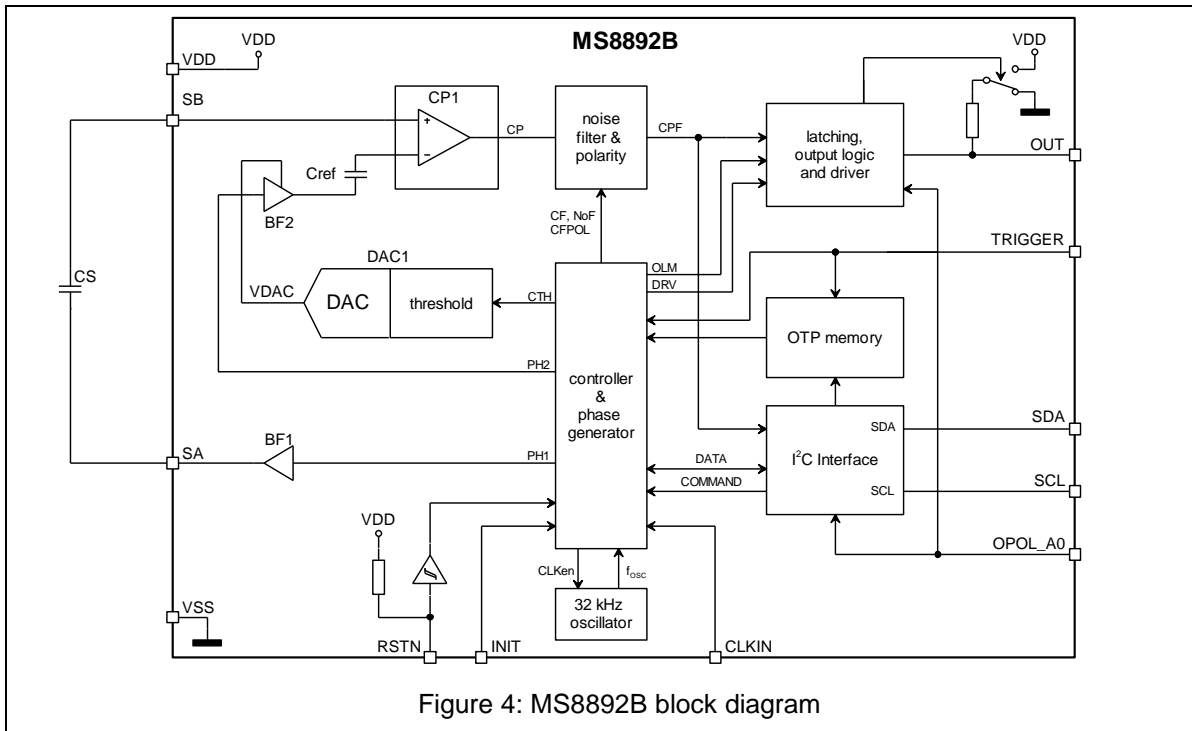 MS8892B
VDD
VDD
VDD
SB
CP1
+
−
CP
noise
filter &
polarity
CPF
latching,
output logic
and driver
OUT
Cref
BF2
CF, NoF
CFPOL
TRIGGER
CS
DAC1
VDAC
DAC
threshold
CTH
OLM
DRV
OTP memory
PH2
controller
&
phase
generator
SA
BF1
PH1
DATA
COMMAND
SDA
I²C Interface
SCL
SDA
SCL
VDD
OPOL_A0
CLKen
fOSC
32 kHz
oscillator
VSS
RSTN
INIT
CLKIN
Figure 4: MS8892B block diagram